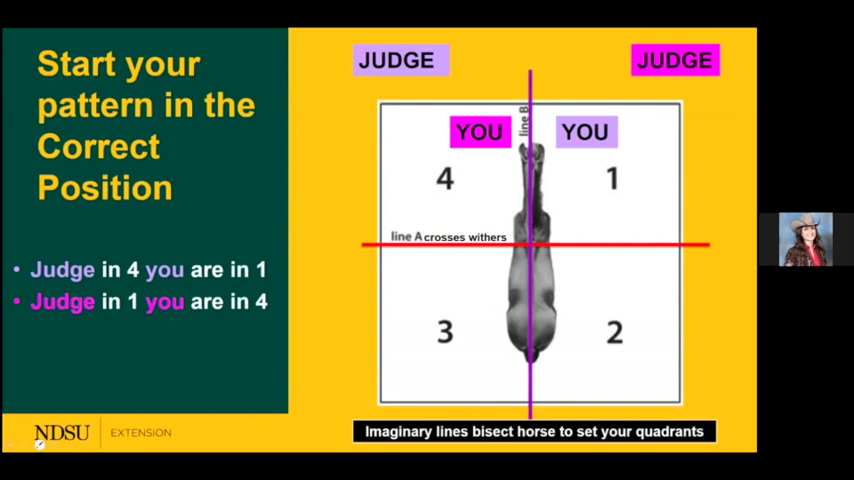 Start your
pattern in the
Correct
Position
• Judge in 4 you are in 1
• Judge in 1 you are in 4
NDSU EXTENSION
JUDGE JUDGE
YOU YOU
line B
4 1
line A crosses withers
3 2
Imaginary lines bisect horse to set your quadrants